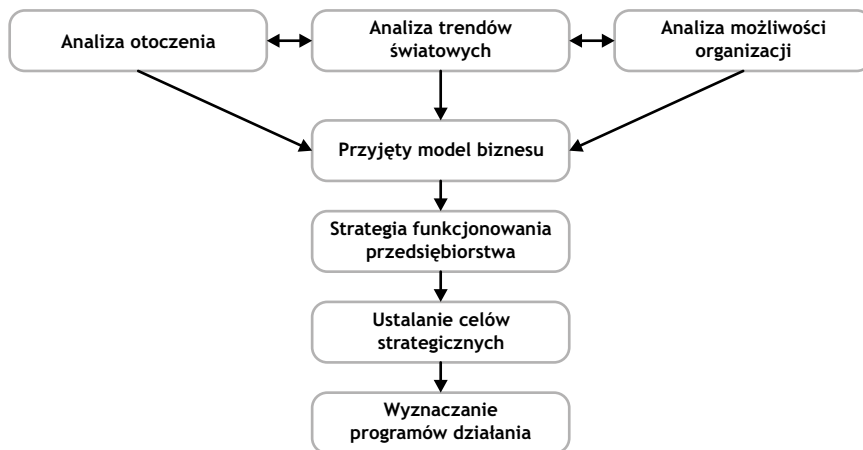 Analiza otoczenia
Analiza trendów
światowych
Analiza możliwości
organizacji
Przyjęty model biznesu
Strategia funkcjonowania
przedsiębiorstwa
Ustalanie celów
strategicznych
Wyznaczanie
programów działania